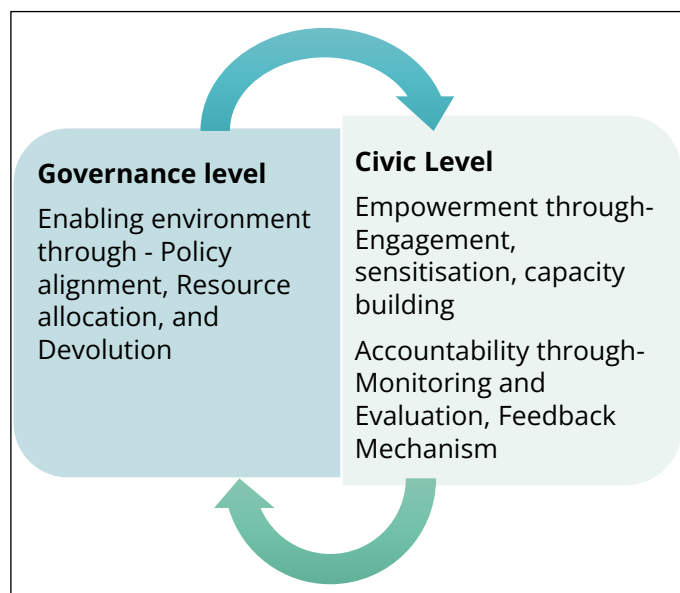 Governance level
Enabling environment
through - Policy
alignment, Resource
allocation, and
Devolution
Civic Level
Empowerment through-
Engagement,
sensitisation, capacity
building
Accountability through-
Monitoring and
Evaluation, Feedback
Mechanism